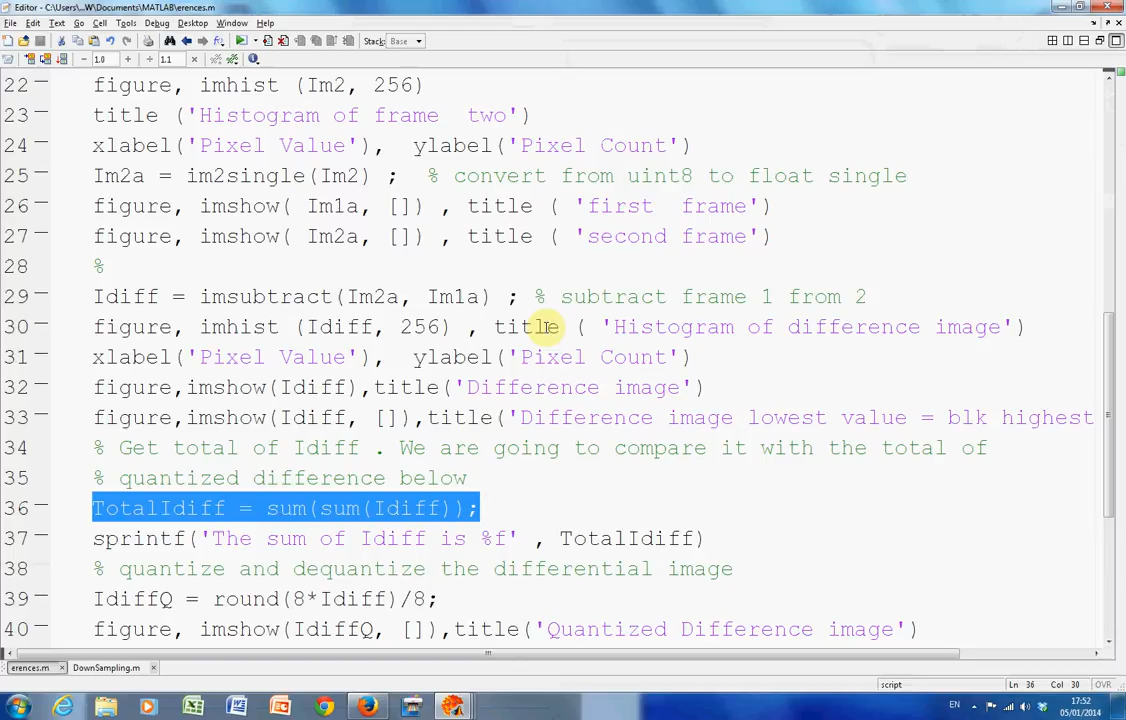 Editor - C:\Users\...W\Documents\MATLAB\erences.m
File Edit Text Go Cell Tools Debug Desktop Window Help
Stack: Base
1.0 1.1
22 figure, imhist (Im2, 256)
23 title ('Histogram of frame  two')
24 xlabel('Pixel Value'),  ylabel('Pixel Count')
25 Im2a = im2single(Im2) ;  % convert from uint8 to float single
26 figure, imshow( Im1a, []) , title ( 'first  frame')
27 figure, imshow( Im2a, []) , title ( 'second frame')
28 %
29 Idiff = imsubtract(Im2a, Im1a) ; % subtract frame 1 from 2
30 figure, imhist (Idiff, 256) , title ( 'Histogram of difference image')
31 xlabel('Pixel Value'),  ylabel('Pixel Count')
32 figure,imshow(Idiff),title('Difference image')
33 figure,imshow(Idiff, []),title('Difference image lowest value = blk highest
34 % Get total of Idiff . We are going to compare it with the total of
35 % quantized difference below
36 TotalIdiff = sum(sum(Idiff));
37 sprintf('The sum of Idiff is %f' , TotalIdiff)
38 % quantize and dequantize the differential image
39 IdiffQ = round(8*Idiff)/8;
40 figure, imshow(IdiffQ, []),title('Quantized Difference image')
erences.m DownSampling.m
script Ln 36 Col 30 OVR
EN 17:52
05/01/2014